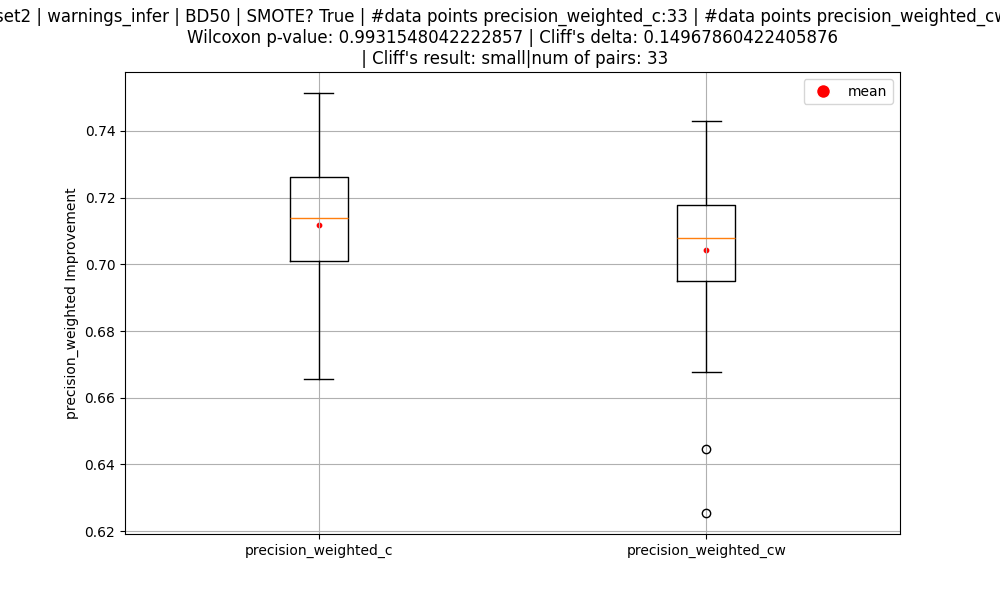 set2 | warnings_infer | BD50 | SMOTE? True | #data points precision_weighted_c:33 | #data points precision_weighted_cw
Wilcoxon p-value: 0.9931548042222857 | Cliff's delta: 0.14967860422405876
| Cliff's result: small|num of pairs: 33
mean
0.74
0.72
0.70
0.68
0.66
0.64
0.62
precision_weighted Improvement
precision_weighted_c
precision_weighted_cw